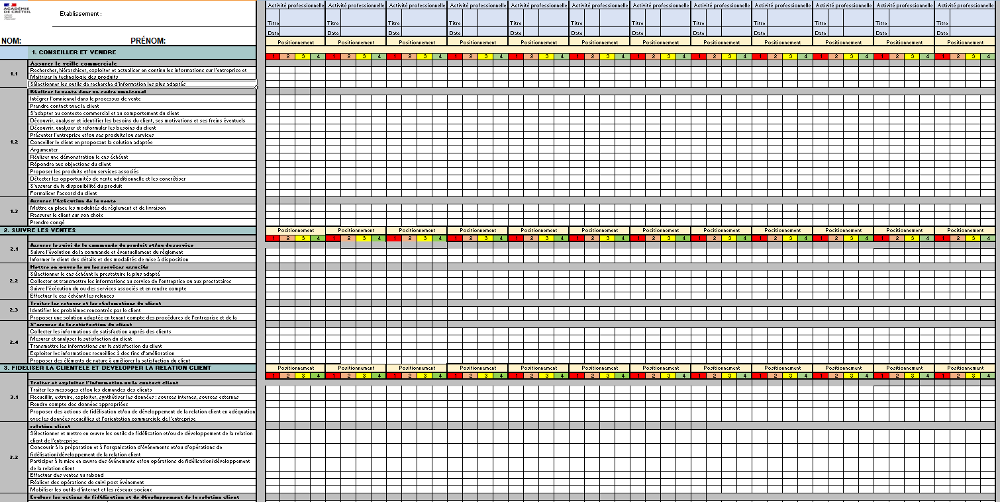 ACADÉMIE
DE CRÉTEIL
Etablissement :
NOM: PRÉNOM:
Activité professionnelle Activité professionnelle Activité professionnelle Activité professionnelle Activité professionnelle Activité professionnelle Activité professionnelle Activité professionnelle Activité professionnelle Activité professionnelle Activité professionnelle Activité professionnelle
Titre Titre Titre Titre Titre Titre Titre Titre Titre Titre Titre Titre
Date Date Date Date Date Date Date Date Date Date Date Date
Positionnement Positionnement Positionnement Positionnement Positionnement Positionnement Positionnement Positionnement Positionnement Positionnement Positionnement Positionnement
1. CONSEILLER ET VENDRE
1 2 3 4 1 2 3 4 1 2 3 4 1 2 3 4 1 2 3 4 1 2 3 4 1 2 3 4 1 2 3 4 1 2 3 4 1 2 3 4 1 2 3 4 1 2 3 4
1.1
Assurer le veille commerciale
Rechercher, hiérarchiser, exploiter et actualiser en continu les informations sur l'entreprise et
Maitriser la technologie des produits
Sélectionner les outils de recherche d'information les plus adaptés
1.2
Réaliser la vente dans un cadre omnicanal
Intégrer l'omnicanal dans le processus de vente
Prendre contact avec le client
S'adapter au contexte commercial et au comportement du client
Découvrir, analyser et identifier les besoins du client, ses motivations et ses freins éventuels
Découvrir, analyser et reformuler les besoins du client
Présenter l'entreprise et/ou ses produits/ou services
Conseiller le client en proposant la solution adaptée
Argumenter
Réaliser une démonstration le cas échéant
Répondre aux objections du client
Proposer les produits et/ou services associés
Détecter les opportunités de vente additionnelle et les concrétiser
S'assurer de la disponibilité du produit
Formaliser l'accord du client
1.3
Assurer l'éxécution de la vente
Mettre en place les modalités de règlement et de livraison
Rassurer le client sur son choix
Prendre congé
2. SUIVRE LES VENTES
Positionnement Positionnement Positionnement Positionnement Positionnement Positionnement Positionnement Positionnement Positionnement Positionnement Positionnement Positionnement
1 2 3 4 1 2 3 4 1 2 3 4 1 2 3 4 1 2 3 4 1 2 3 4 1 2 3 4 1 2 3 4 1 2 3 4 1 2 3 4 1 2 3 4 1 2 3 4
2.1
Assurer le suivi de la commande du produit et/ou du service
Suivre l'évolution de la commande et éventuellement du règlement
Informer le client des détails et des modalités de mise à disposition
2.2
Mettre en œuvre le ou les services associés
Sélectionner le cas échéant le prestataire le plus adapté
Collecter et transmettre les informations au service de l'entreprise ou aux prestataires
Suivre l'éxécution du ou des services associés et en rendre compte
Effectuer le cas échéant les relances
2.3
Traiter les retours et les réclamations du client
Identifier les problèmes rencontrés par le client
Proposer une solution adaptée en tenant compte des procédures de l'entreprise et de la
2.4
S'assurer de la satisfaction du client
Collecter les informations de satisfaction auprès des clients
Mesurer et analyser la satisfaction du client
Transmettre les informations sur la satisfaction du client
Exploiter les informations recueillies à des fins d'amélioration
Proposer des éléments de nature à améliorer la satisfaction du client
3. FIDELISER LA CLIENTELE ET DEVELOPPER LA RELATION CLIENT
Positionnement Positionnement Positionnement Positionnement Positionnement Positionnement Positionnement Positionnement Positionnement Positionnement Positionnement Positionnement
1 2 3 4 1 2 3 4 1 2 3 4 1 2 3 4 1 2 3 4 1 2 3 4 1 2 3 4 1 2 3 4 1 2 3 4 1 2 3 4 1 2 3 4 1 2 3 4
3.1
Traiter et exploiter l'information ou le contact client
Traiter les messages et/ou les demandes des clients
Recueillir, extraire, exploiter, synthétiser les données : sources internes, sources externes
Rendre compte des données appropriées
Proposer des actions de fidélisation et/ou de développement de la relation client en adéquation
avec les données recueillies et l'orientation commerciale de l'entreprise
3.2
relation client
Sélectionner et mettre en œuvre les outils de fidélisation et/ou de développement de la relation
client de l'entreprise
Concourir à la préparation et à l'organisation d'événements et/ou d'opérations de
fidélisation/développement de la relation client
Participer à la mise en œuvre des événements et/ou opérations de fidélisation/développement
de la relation client
Effectuer des ventes au rebond
Réaliser des opérations de suivi post événement
Mobiliser les outils d'internet et les réseaux sociaux
Evaluer les actions de fidélisation et de développement de la relation client